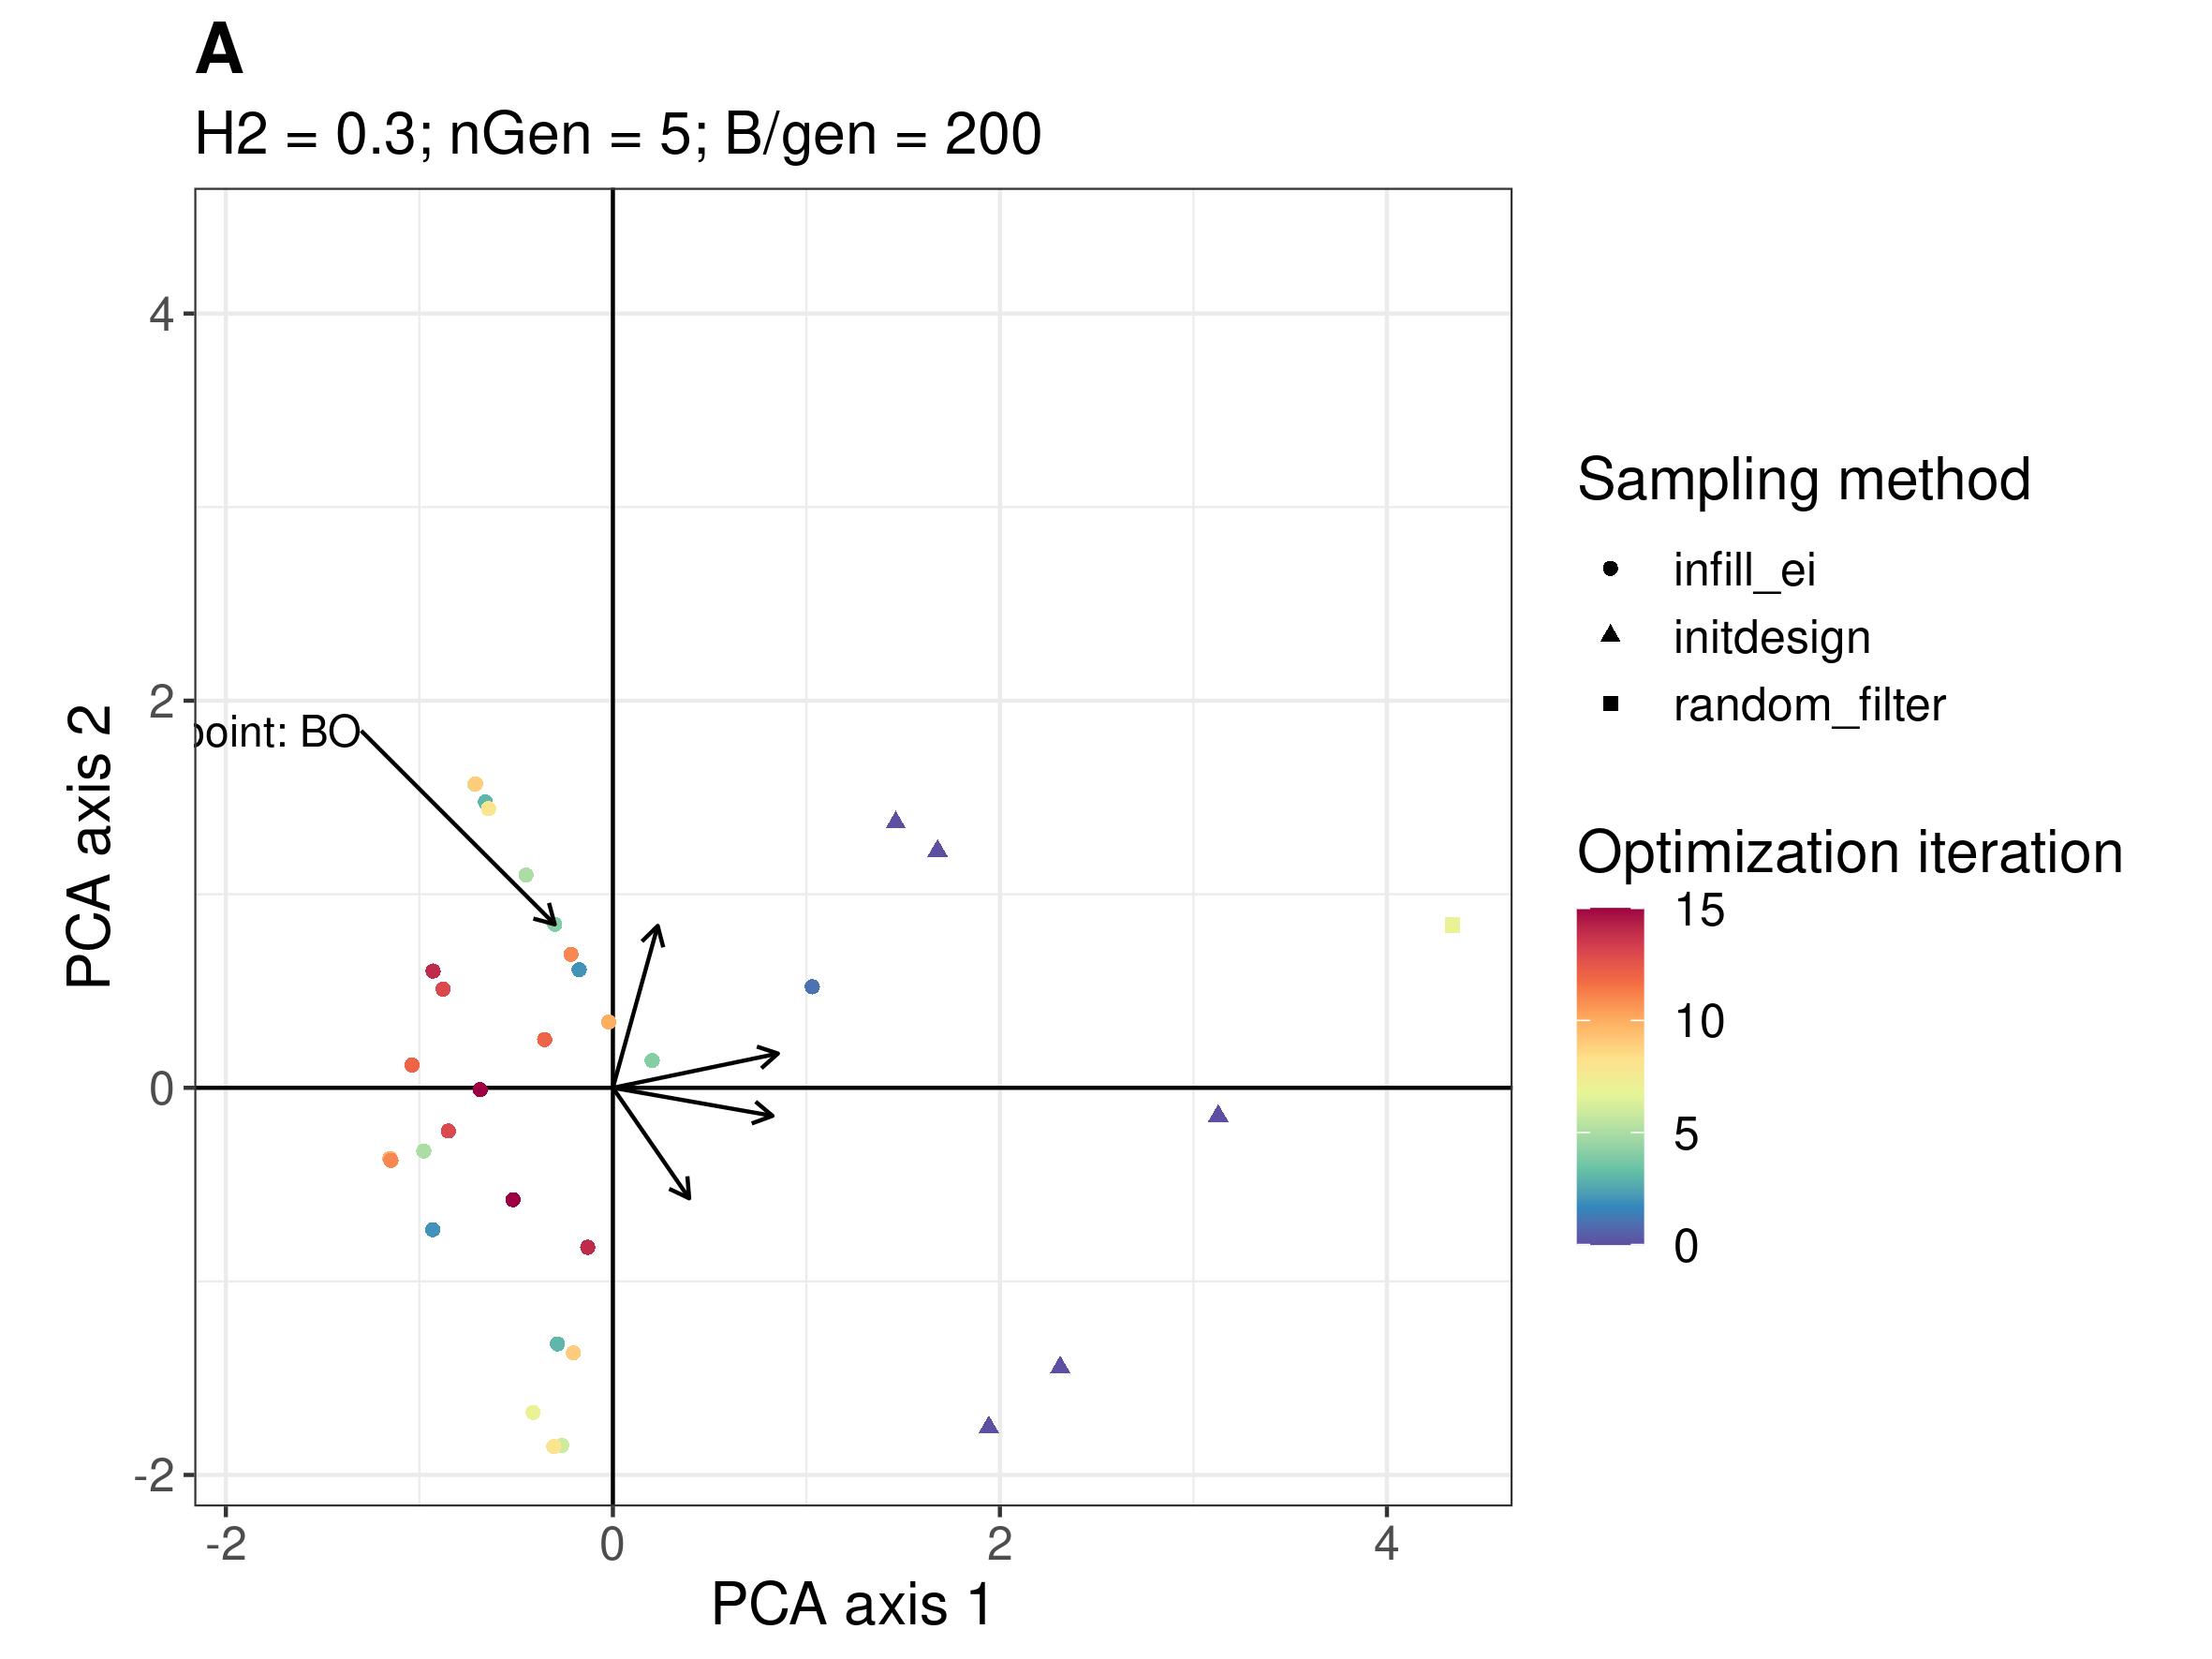 A
H2 = 0.3; nGen = 5; B/gen = 200
4
2
0
-2
-2
0
2
4
PCA axis 2
PCA axis 1
point: BO
Sampling method
infill_ei
initdesign
random_filter
Optimization iteration
15
10
5
0